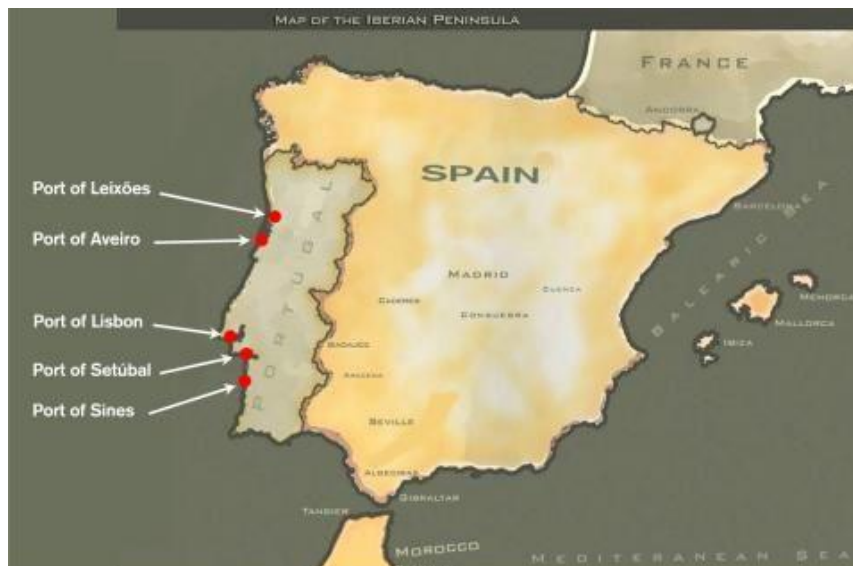 MAP OF THE IBERIAN PENINSULA
FRANCE
ANDORRA
SPAIN
Port of Leixões
PORTUGAL
BARCELONA
Port of Aveiro
BALEARIC SEA
MADRID
CUENCA
MENORCA
CACERES
CONSUEGRA
MALLORCA
Port of Lisbon
BADAJOZ
IBIZA
Port of Setúbal
Port of Sines
SEVILLE
ALGECIRAS
GIBRALTAR
TANGIER
MOROCCO
MEDITERRANEAN SEA